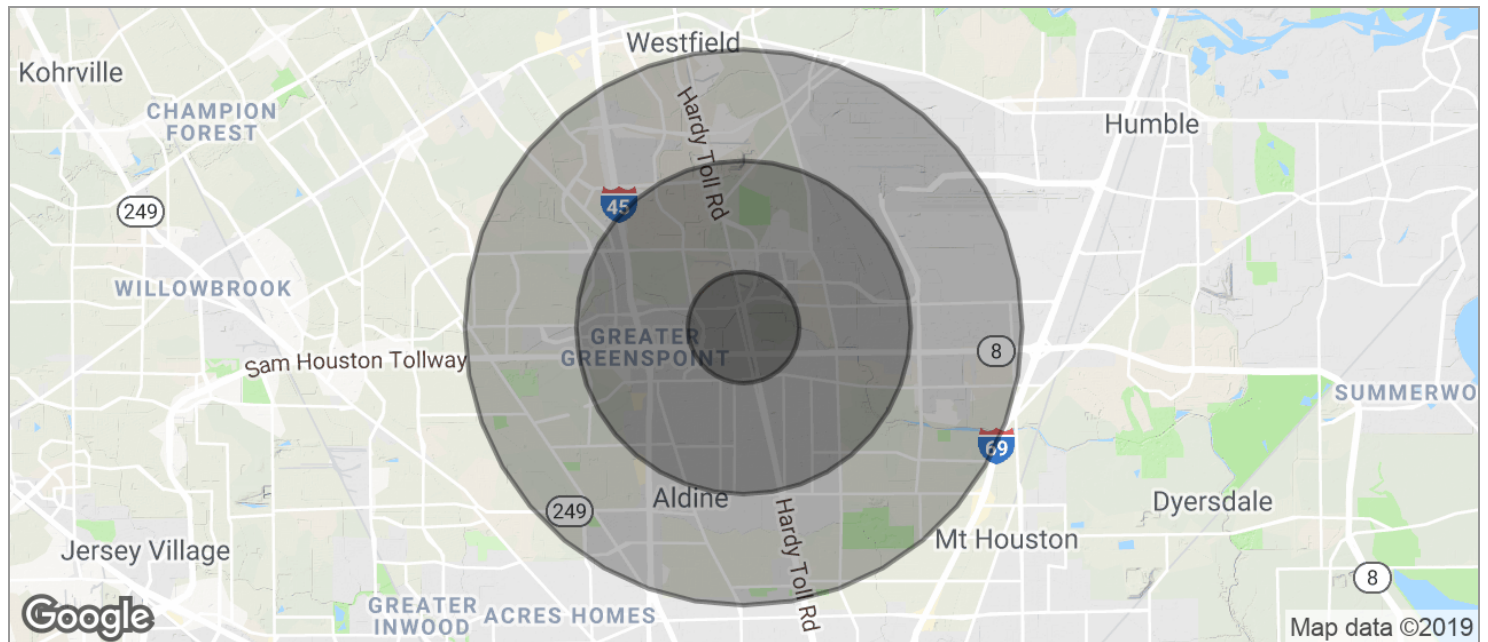 Westfield
Kohrville
CHAMPION
FOREST
Hardy Toll Rd
Humble
249
45
WILLOWBROOK
GREATER
GREENSPOINT
8
Sam Houston Tollway
SUMMERWO
69
Aldine
249
Hardy Toll Rd
Dyersdale
Mt Houston
Jersey Village
8
GREATER
INWOOD
ACRES HOMES
Google
Map data ©2019